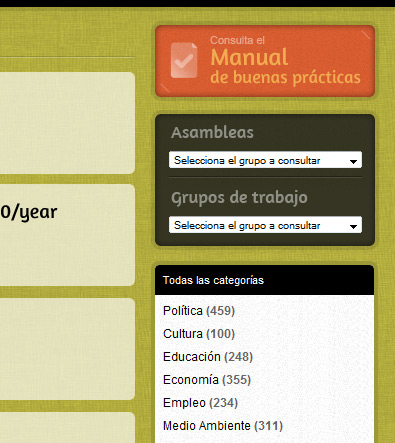 Consulta el
Manual
de buenas prácticas
Asambleas
Selecciona el grupo a consultar
Grupos de trabajo
Selecciona el grupo a consultar
0/year
Todas las categorías
Política (459)
Cultura (100)
Educación (248)
Economía (355)
Empleo (234)
Medio Ambiente (311)